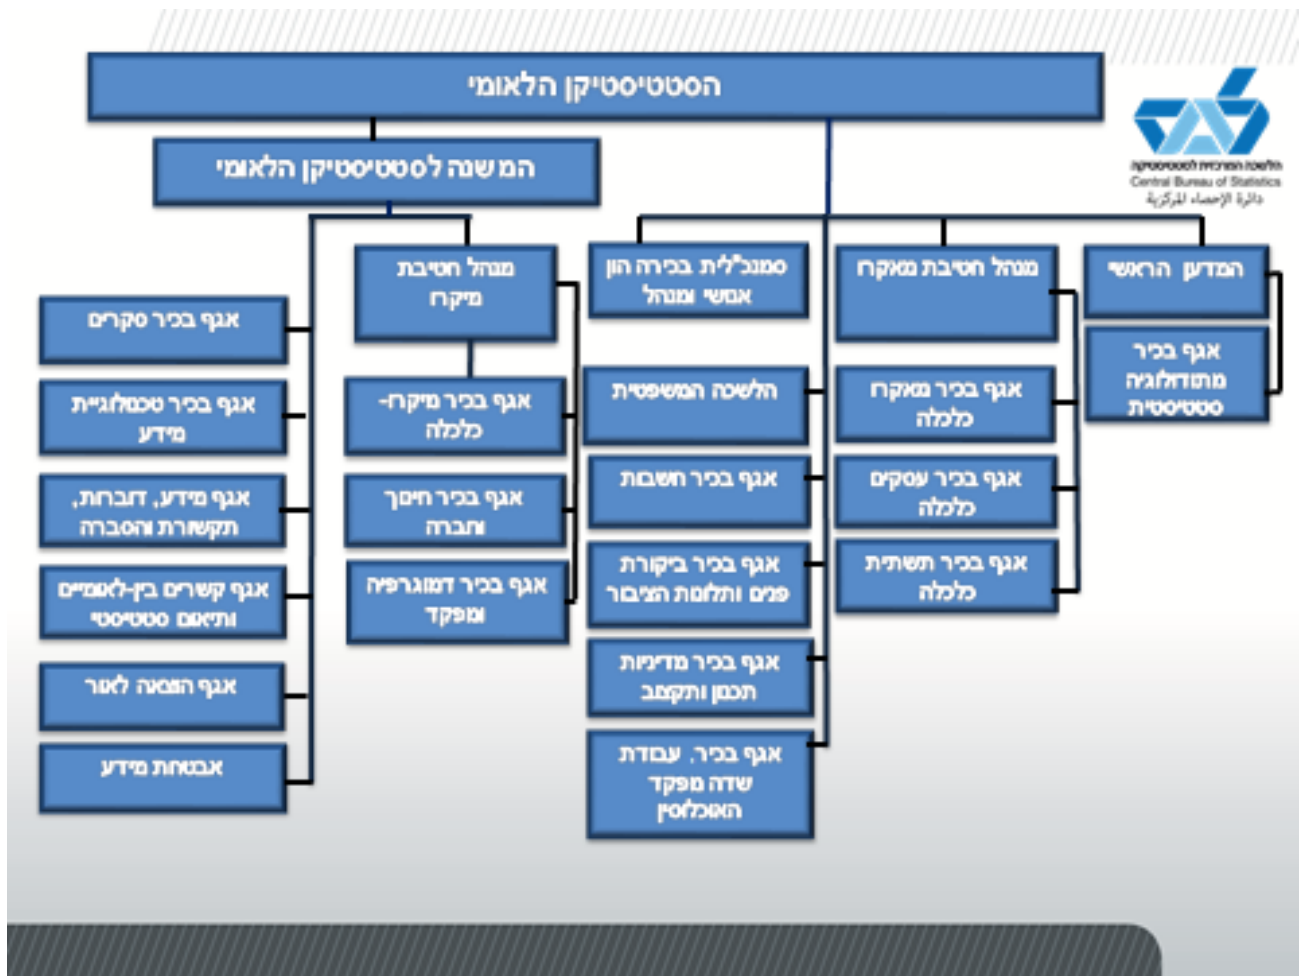 הסטטיסטיקן הלאומי
המשנה לסטטיסטיקן הלאומי
הלשכה המרכזית לסטטיסטיקה
Central Bureau of Statistics
دائرة الإحصاء المركزية
המדען הראשי
אגף בכיר
מתודולוגיה
סטטיסטית
מנהל חטיבת מאקרו
אגף בכיר מאקרו
כלכלה
אגף בכיר עסקים
כלכלה
אגף בכיר תשתית
כלכלה
סמנכ"לית בכירה הון
אנושי ומנהל
הלשכה המשפטית
אגף בכיר חשבות
אגף בכיר ביקורת
פנים ותלונות הציבור
אגף בכיר מדיניות
תכנון ותקצוב
אגף בכיר, עבודת
שדה מפקד
האוכלוסין
מנהל חטיבת
מיקרו
אגף בכיר מיקרו-
כלכלה
אגף בכיר חינוך
וחברה
אגף בכיר דמוגרפיה
ומפקד
אגף בכיר סקרים
אגף בכיר טכנולוגיית
מידע
אגף מידע, דוברות,
תקשורת והסברה
אגף קשרים בין-לאומיים
ותיאום סטטיסטי
אגף הוצאה לאור
אבטחת מידע